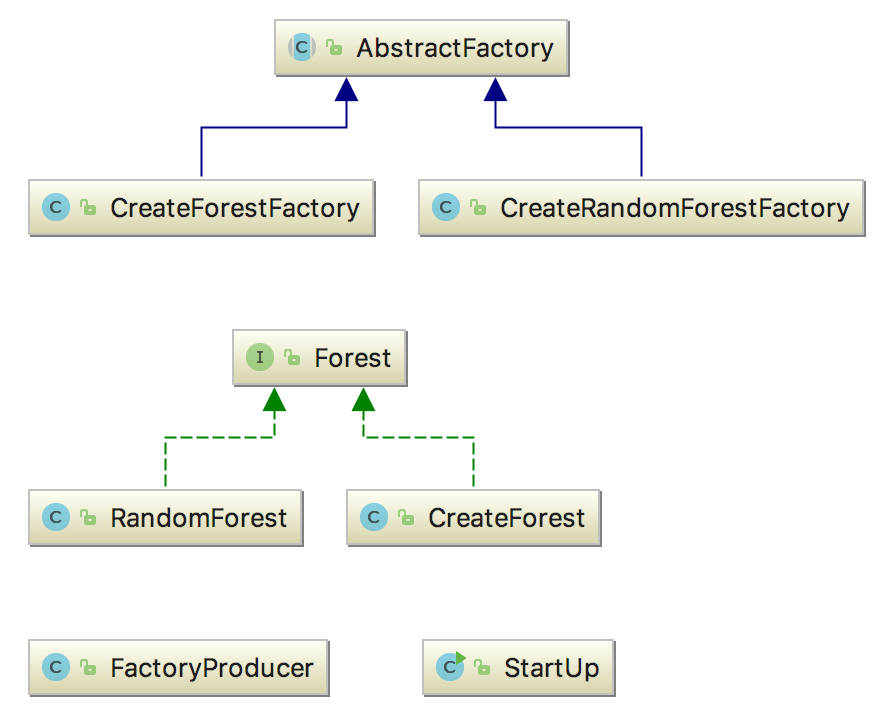 C AbstractFactory
C CreateForestFactory C CreateRandomForestFactory
I Forest
C RandomForest C CreateForest
C FactoryProducer C StartUp